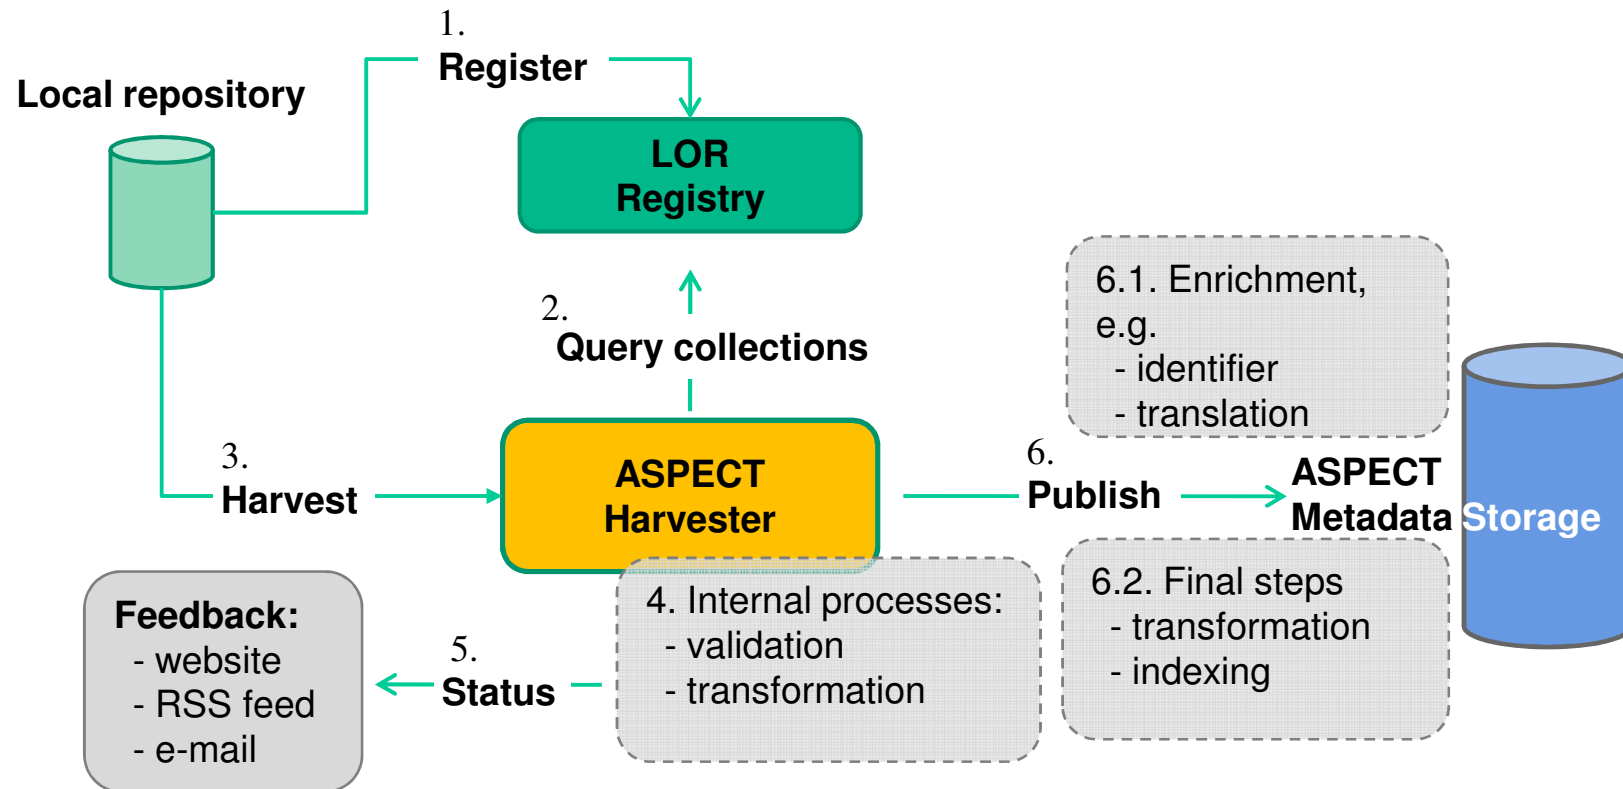 1.
Register
Local repository
LOR
Registry
2.
Query collections
6.1. Enrichment,
e.g.
- identifier
- translation
3.
Harvest
ASPECT
Harvester
6.
Publish
ASPECT
Metadata Storage
Feedback:
- website
- RSS feed
- e-mail
5.
Status
4. Internal processes:
- validation
- transformation
6.2. Final steps
- transformation
- indexing